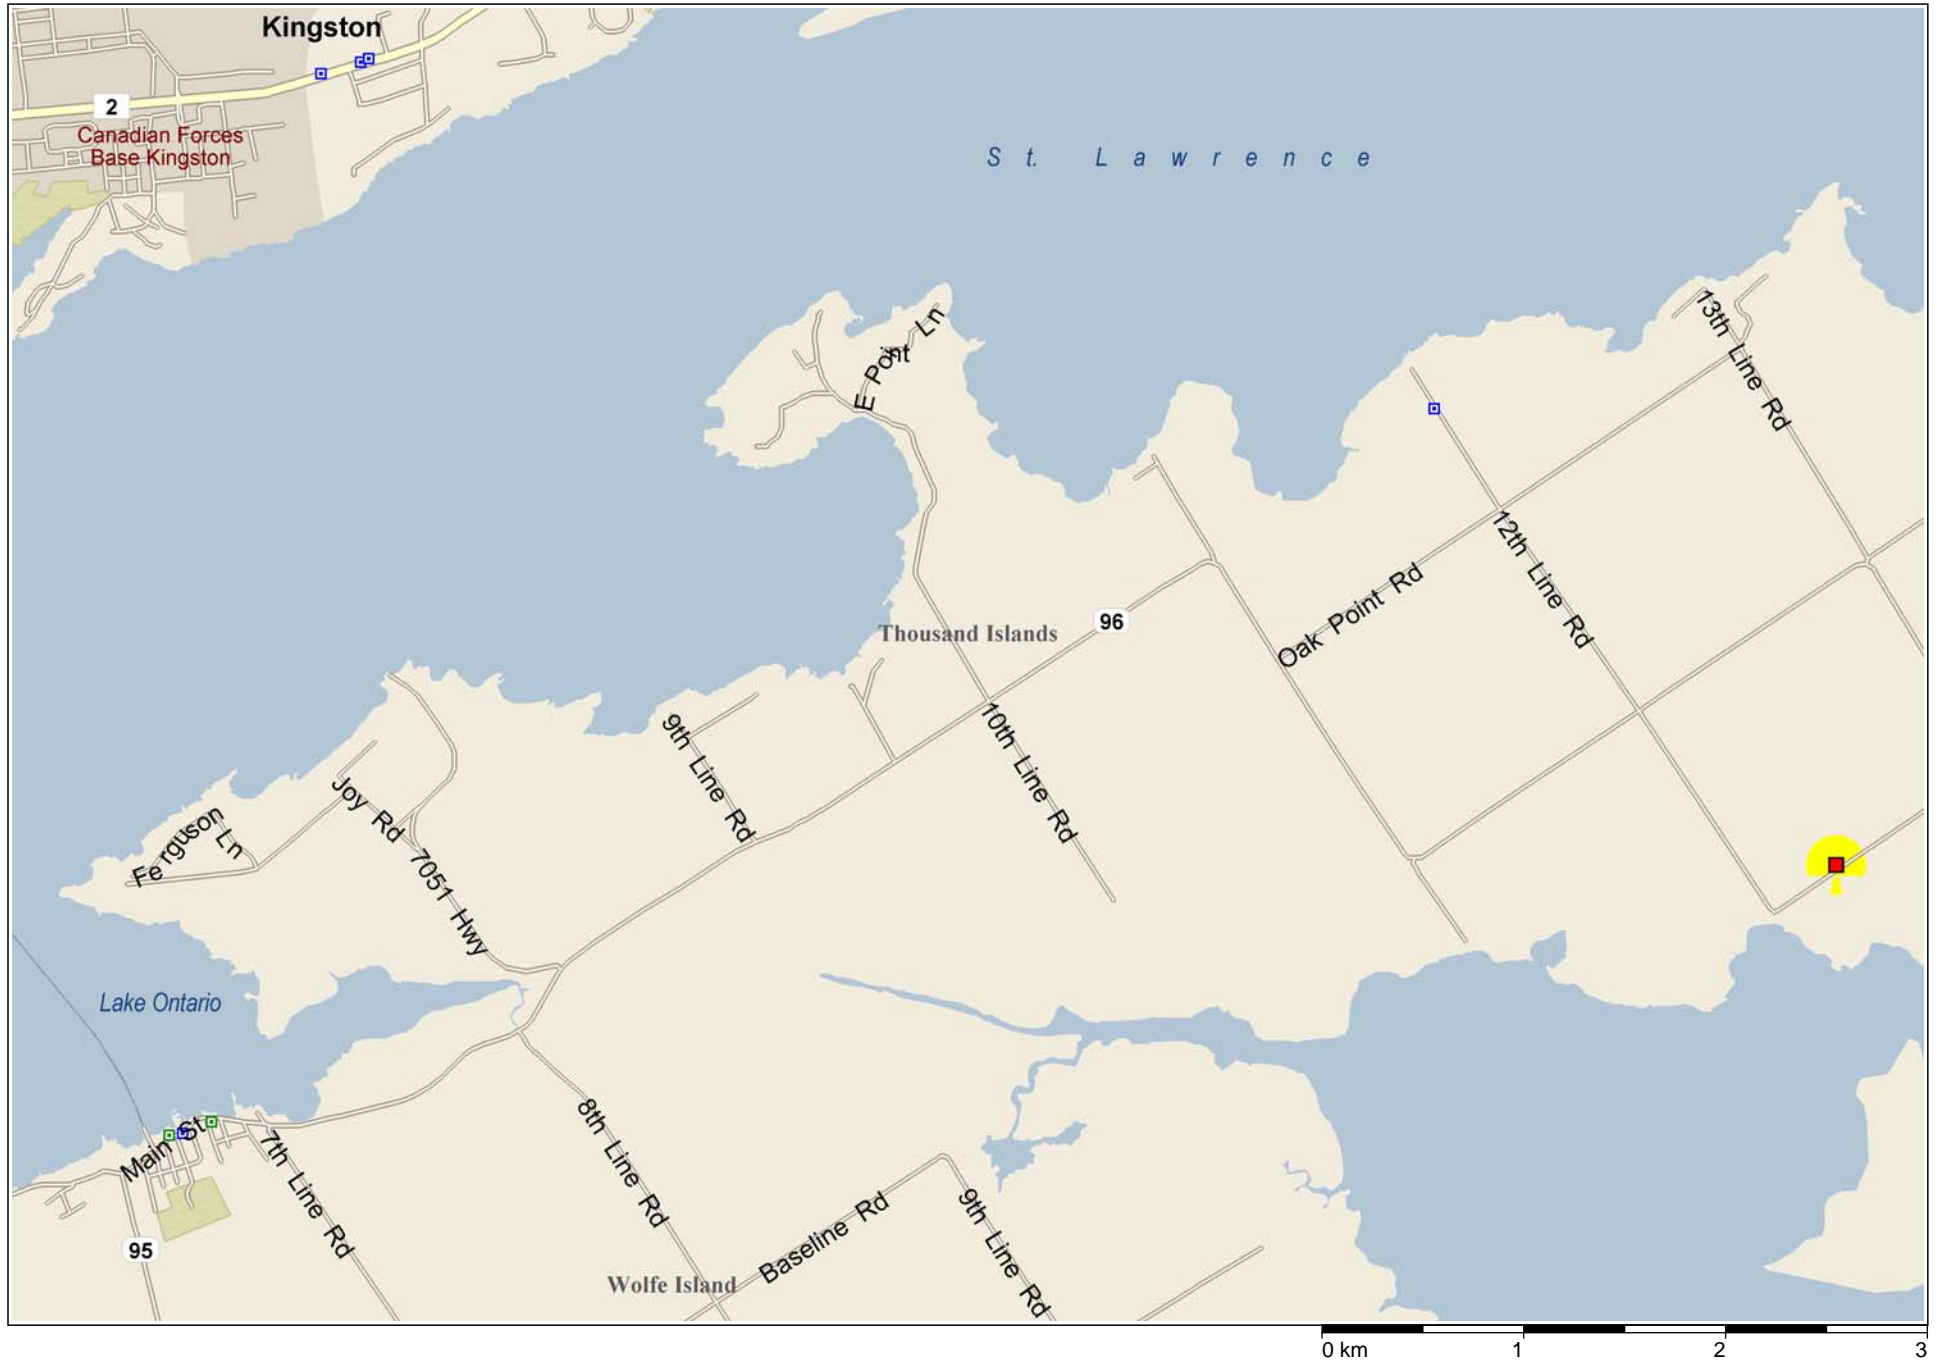 Kingston
2
Canadian Forces
Base Kingston
St. Lawrence
13th Line Rd
E Point Ln
12th Line Rd
Oak Point Rd
96
Thousand Islands
10th Line Rd
9th Line Rd
Joy Rd
Ferguson Ln
7051 Hwy
Lake Ontario
Main St
7th Line Rd
8th Line Rd
9th Line Rd
Baseline Rd
95
Wolfe Island
0 km 1 2 3